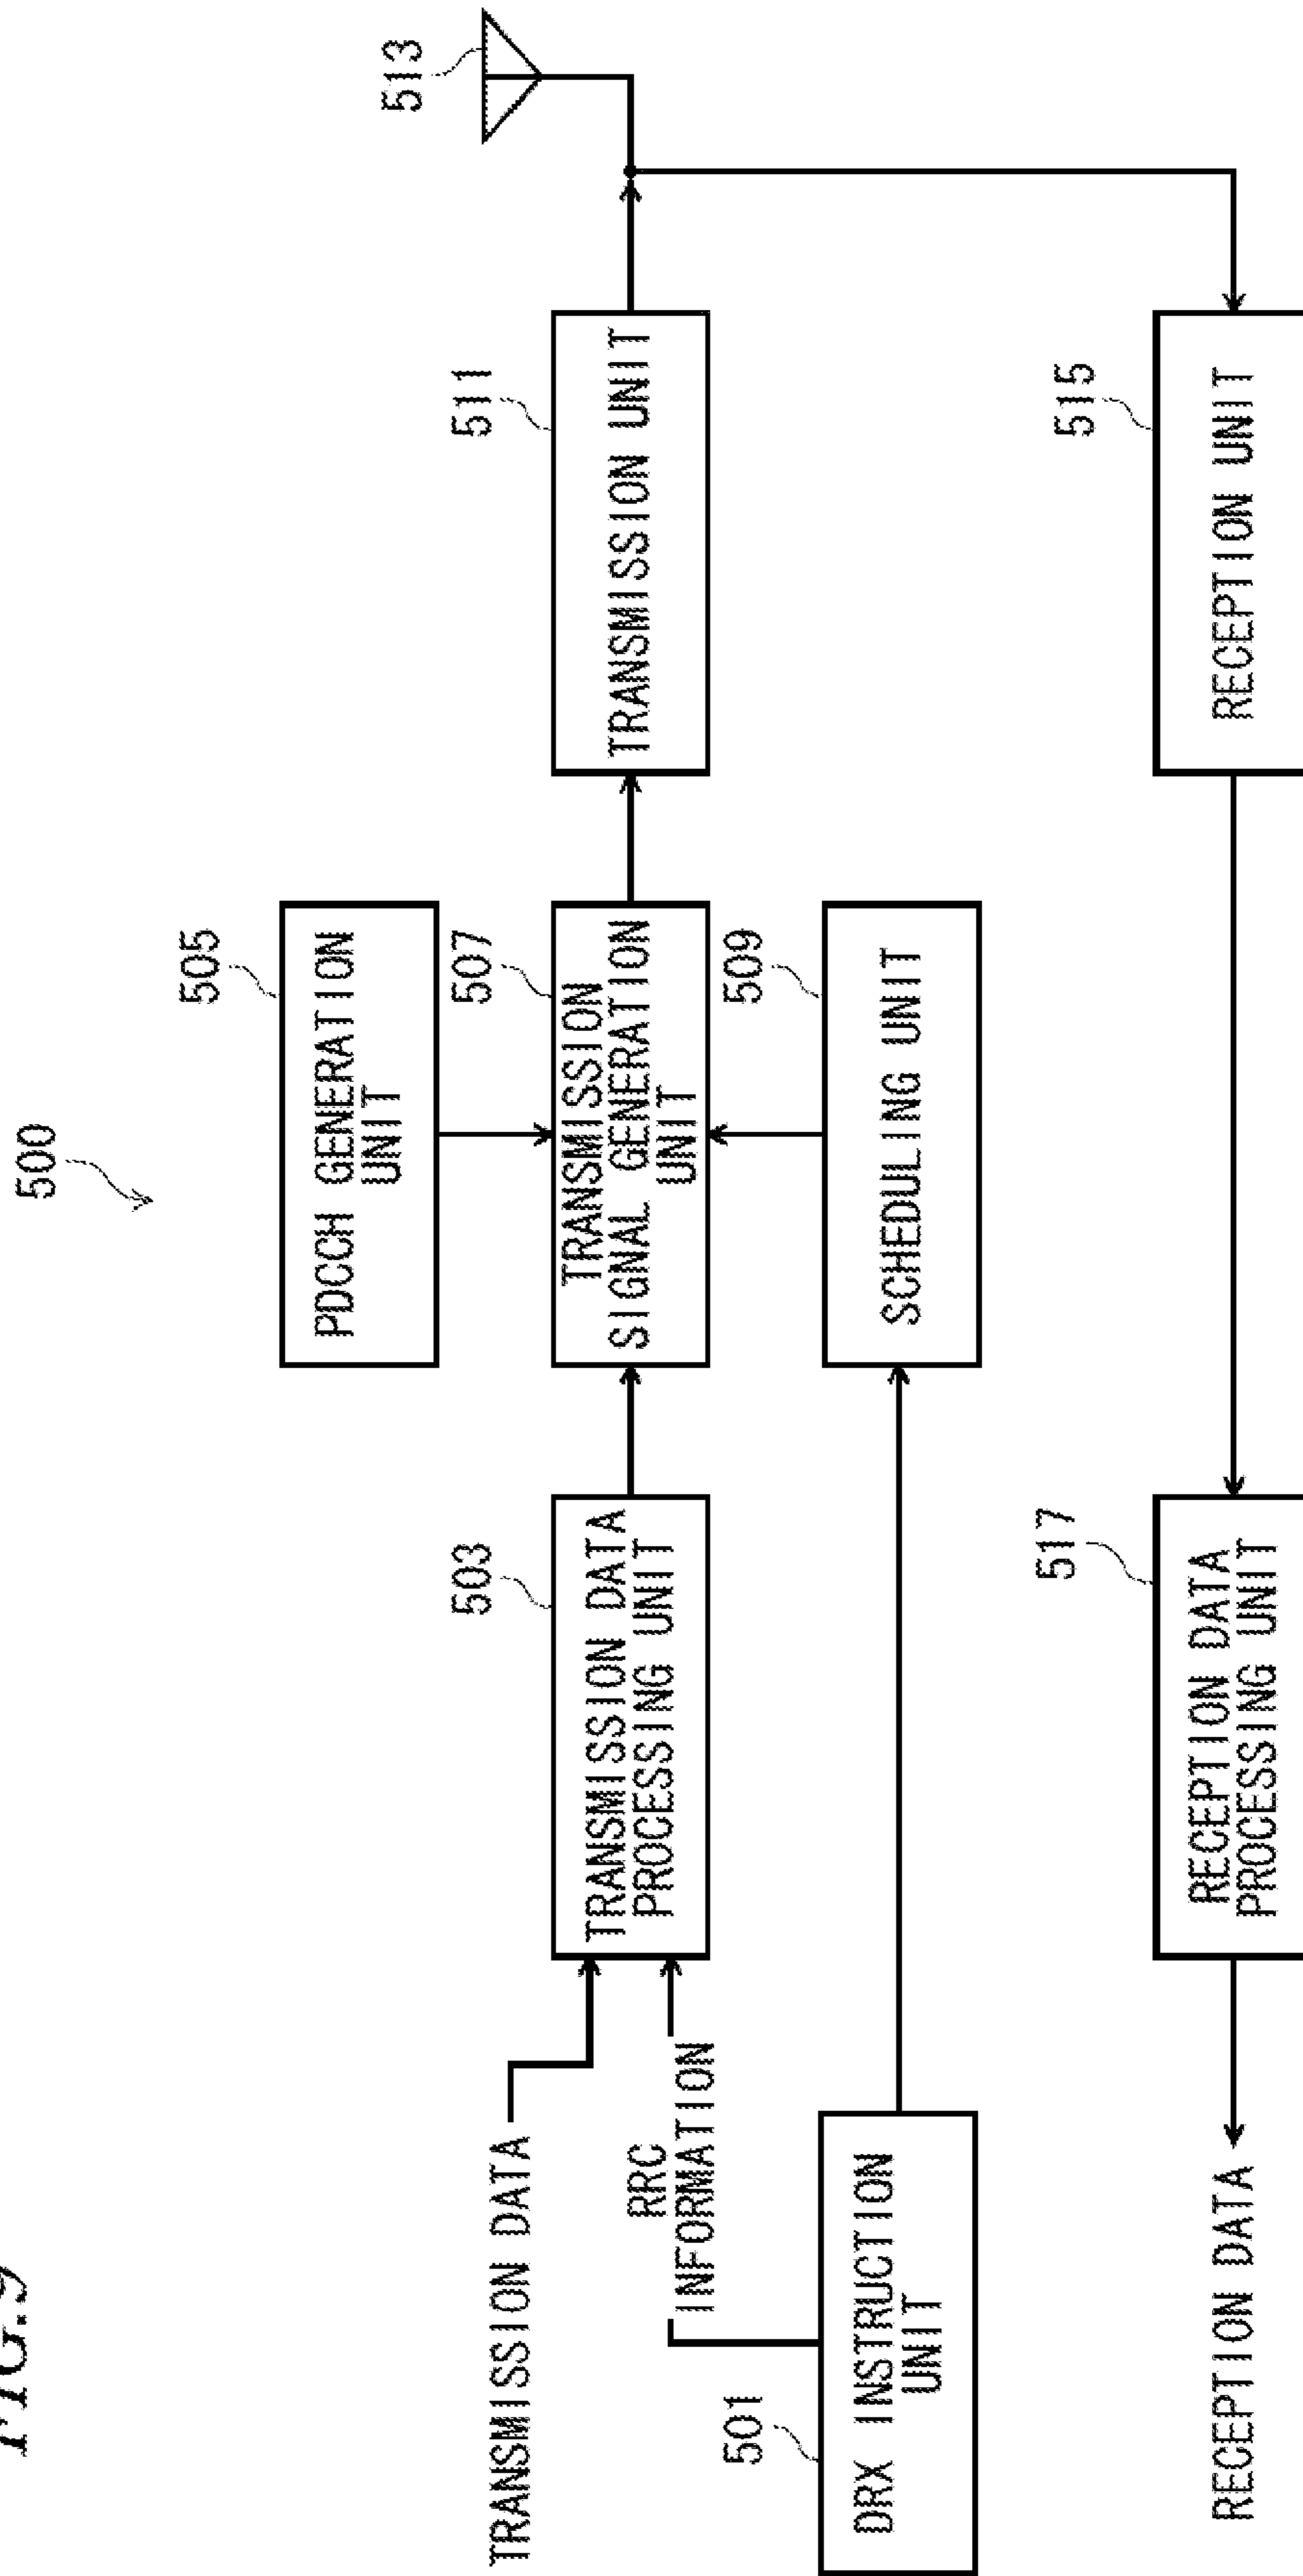 FIG.9
500
TRANSMISSION DATA
RRC
INFORMATION
501
DRX INSTRUCTION
UNIT
503
TRANSMISSION DATA
PROCESSING UNIT
505
PDCCH GENERATION
UNIT
507
TRANSMISSION
SIGNAL GENERATION
UNIT
509
SCHEDULING UNIT
511
TRANSMISSION UNIT
513
515
RECEPTION UNIT
517
RECEPTION DATA
PROCESSING UNIT
RECEPTION DATA